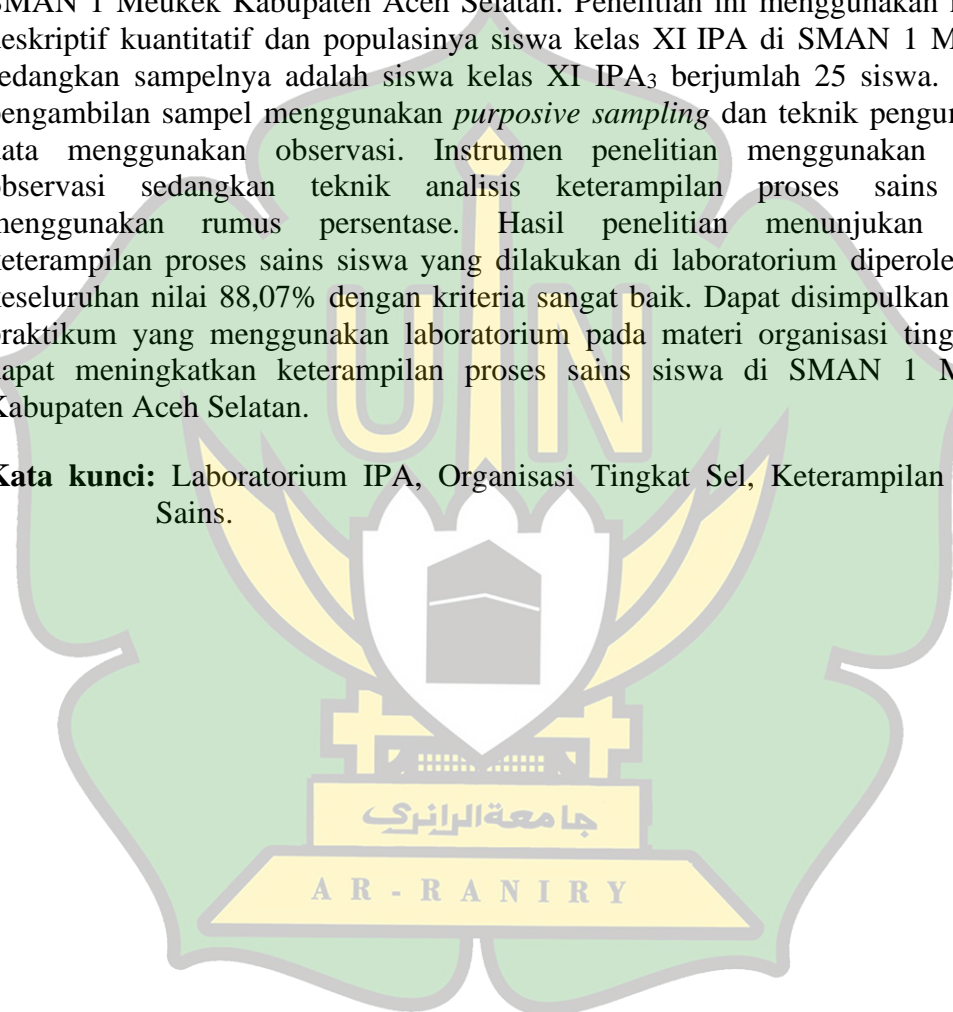 SMAN 1 Meukek Kabupaten Aceh Selatan. Penelitian ini menggunakan
deskriptif kuantitatif dan populasinya siswa kelas XI IPA di SMAN 1 M
sedangkan sampelnya adalah siswa kelas XI IPA₃ berjumlah 25 siswa.
pengambilan sampel menggunakan purposive sampling dan teknik pengu
data menggunakan observasi. Instrumen penelitian menggunakan
observasi sedangkan teknik analisis keterampilan proses sains
menggunakan rumus persentase. Hasil penelitian menunjukan
keterampilan proses sains siswa yang dilakukan di laboratorium diperole
keseluruhan nilai 88,07% dengan kriteria sangat baik. Dapat disimpulkan
praktikum yang menggunakan laboratorium pada materi organisasi ting
dapat meningkatkan keterampilan proses sains siswa di SMAN 1 M
Kabupaten Aceh Selatan.
Kata kunci: Laboratorium IPA, Organisasi Tingkat Sel, Keterampilan
Sains.
UIN
جامعة الرانري
AR-RANIRY